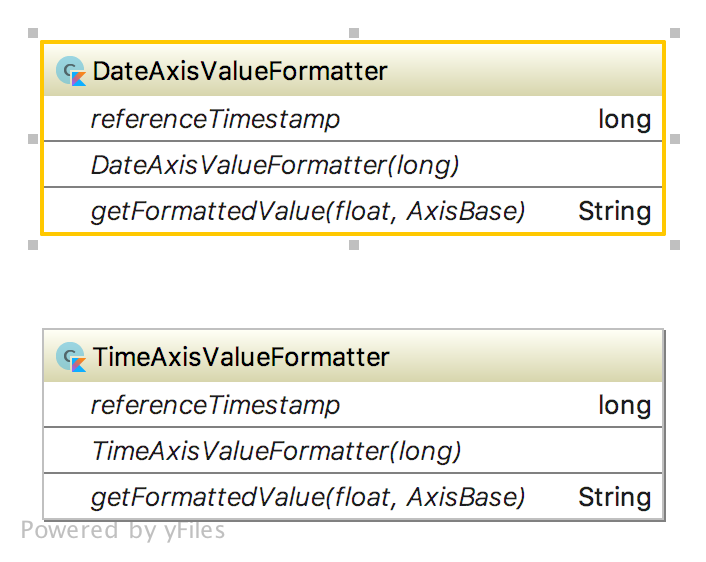 DateAxisValueFormatter
referenceTimestamp long
DateAxisValueFormatter(long)
getFormattedValue(float, AxisBase) String
TimeAxisValueFormatter
referenceTimestamp long
TimeAxisValueFormatter(long)
getFormattedValue(float, AxisBase) String
Powered by yFiles